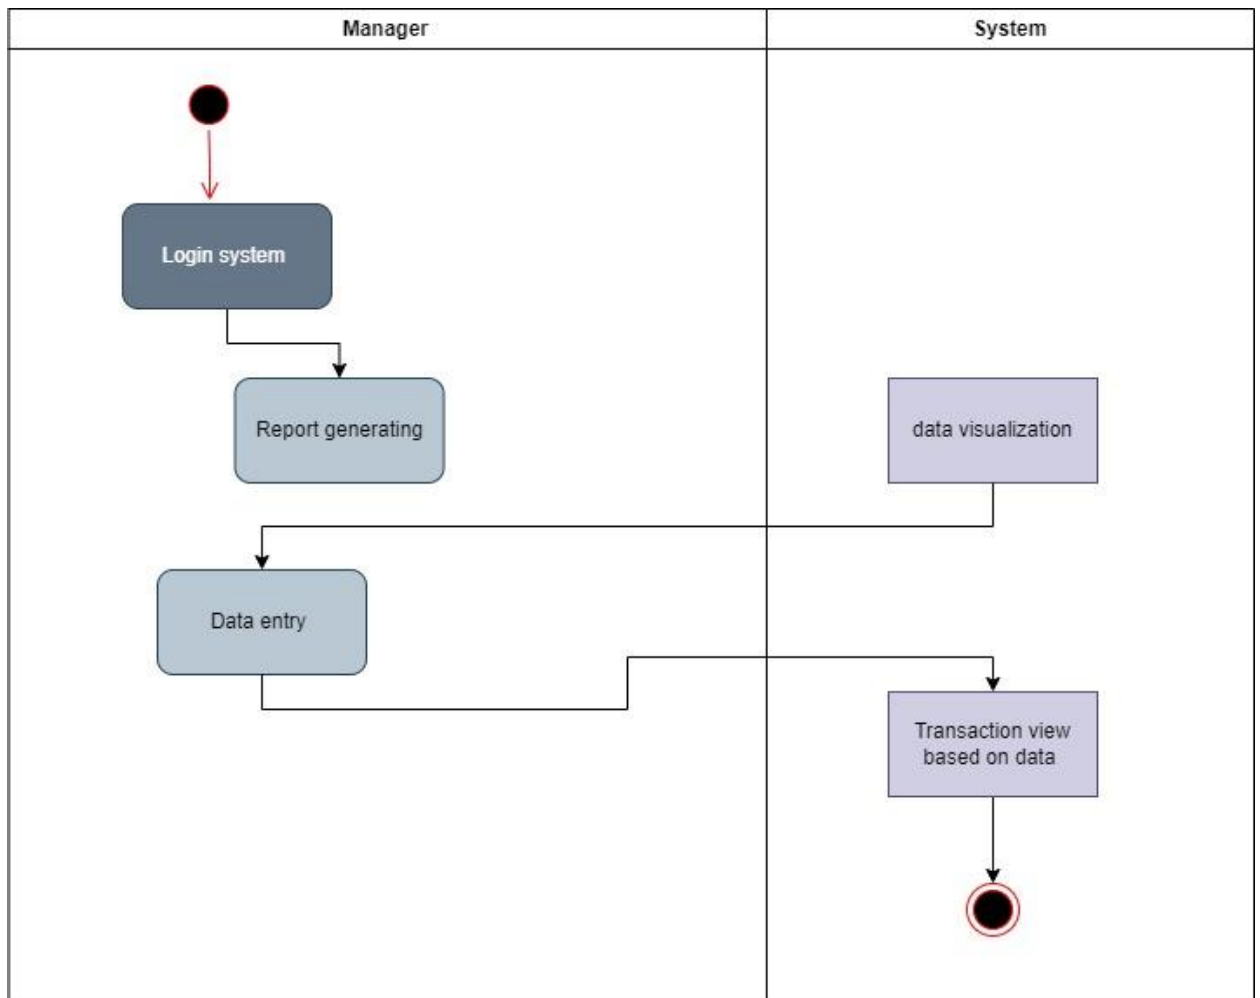 Manager
System
Login system
Report generating
data visualization
Data entry
Transaction view
based on data